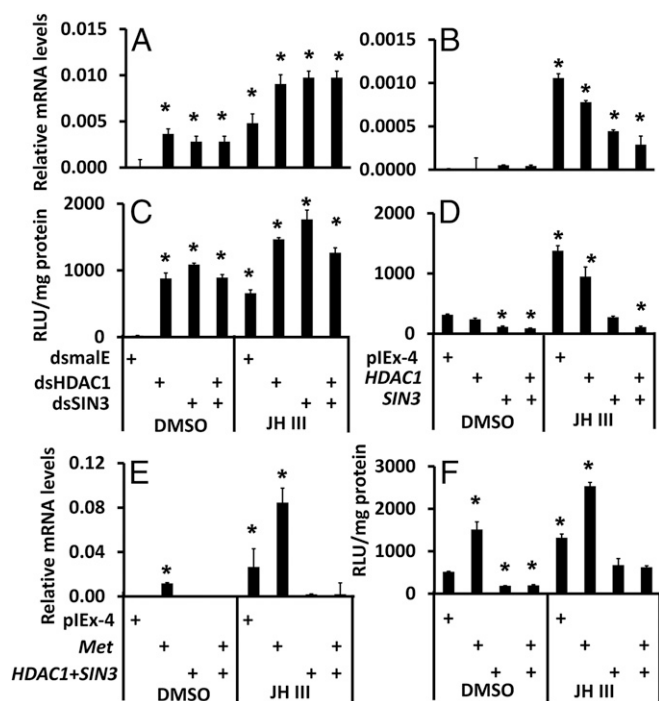 A
B
Relative mRNA levels
0.015
0.010
0.005
0.000
* * * * * * *
0.0015
0.0010
0.0005
0.0000
* * * *
C
D
RLU/mg protein
2000
1000
0
* * * * * * *
2000
1000
0
* * * * *
dsmalE +
+
dsHDAC1 + + + +
dsSIN3 + + + +
DMSO JH III
pIEx-4 + +
HDAC1 + + + +
SIN3 + + + +
DMSO JH III
E
F
Relative mRNA levels
0.12
0.08
0.04
0.00
* * *
RLU/mg protein
3000
2000
1000
0
* * * * *
pIEx-4 + +
Met + + + +
HDAC1+SIN3 + + + +
DMSO JH III
+ +
+ + + +
+ + + +
DMSO JH III